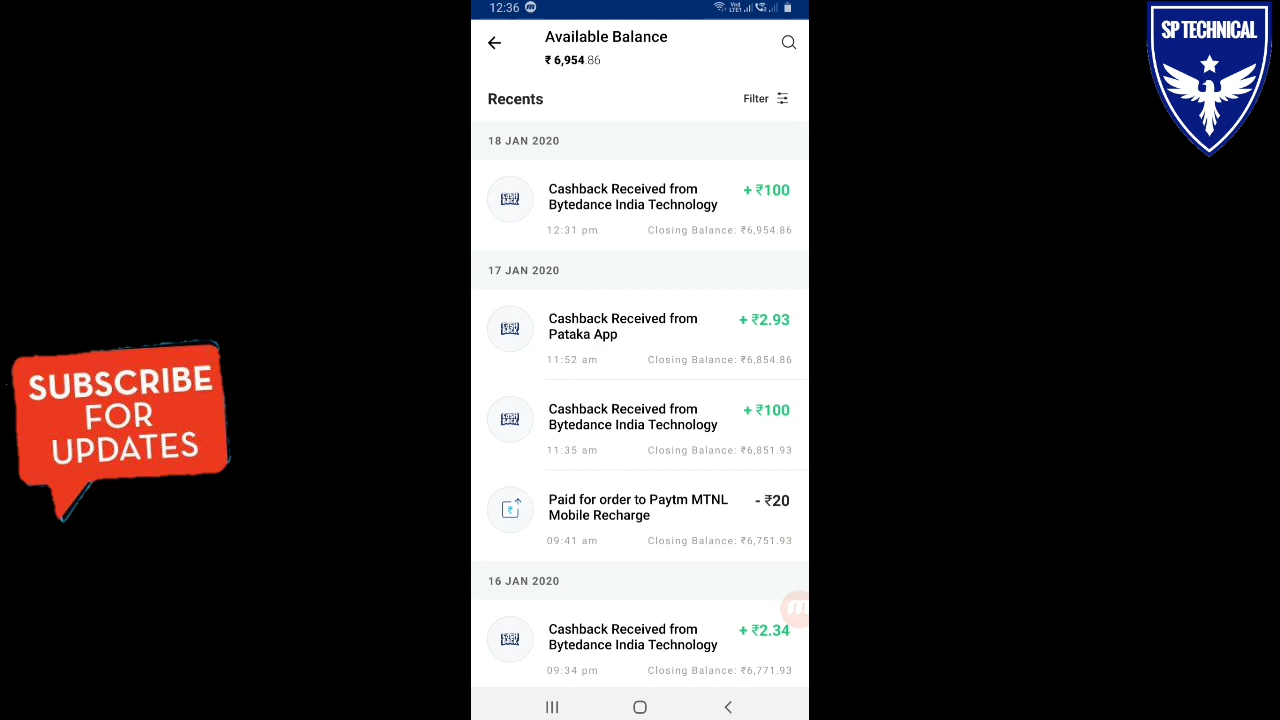 12:36
SP TECHNICAL
Available Balance
₹ 6,954.86
Recents
Filter
18 JAN 2020
Cashback Received from
Bytedance India Technology
+ ₹100
12:31 pm
Closing Balance: ₹6,954.86
17 JAN 2020
Cashback Received from
Pataka App
+ ₹2.93
11:52 am
Closing Balance: ₹6,854.86
Cashback Received from
Bytedance India Technology
+ ₹100
11:35 am
Closing Balance: ₹6,851.93
Paid for order to Paytm MTNL
Mobile Recharge
- ₹20
09:41 am
Closing Balance: ₹6,751.93
16 JAN 2020
Cashback Received from
Bytedance India Technology
+ ₹2.34
09:34 pm
Closing Balance: ₹6,771.93
SUBSCRIBE
FOR
UPDATES